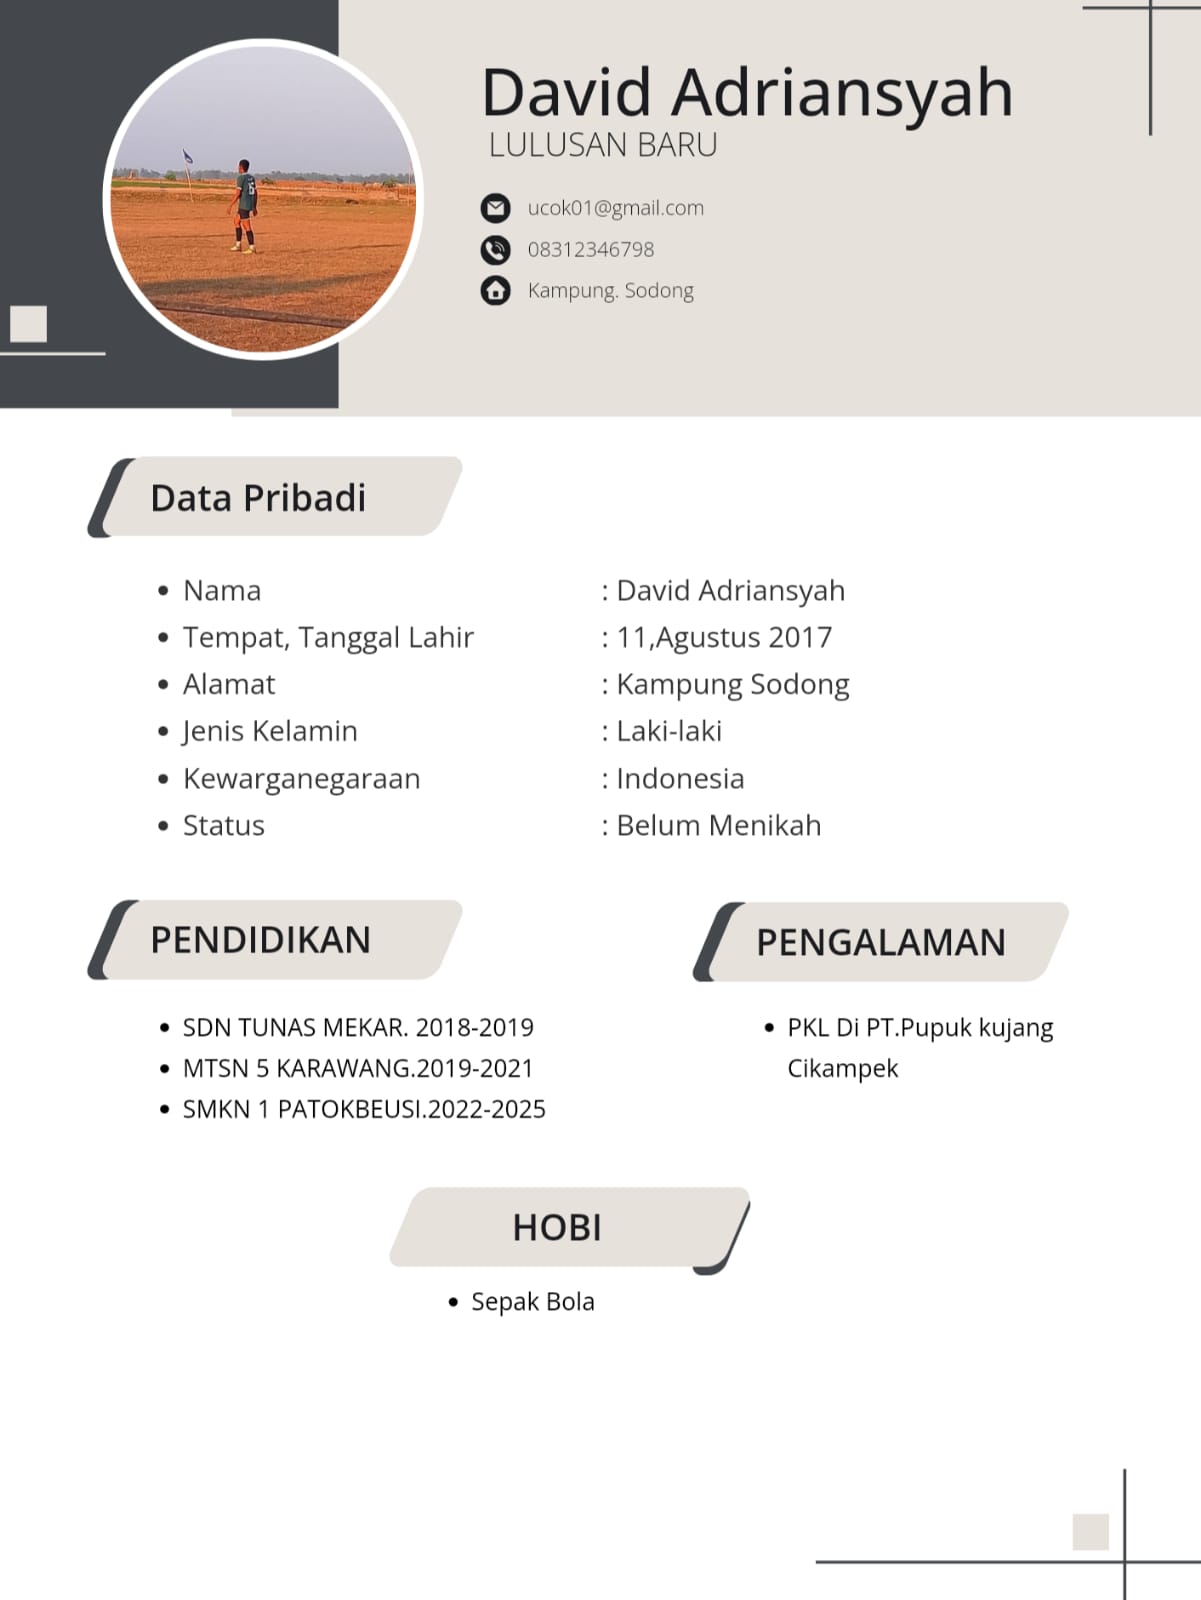 David Adriansyah
LULUSAN BARU
ucok01@gmail.com
08312346798
Kampung. Sodong
Data Pribadi
• Nama : David Adriansyah
• Tempat, Tanggal Lahir : 11,Agustus 2017
• Alamat : Kampung Sodong
• Jenis Kelamin : Laki-laki
• Kewarganegaraan : Indonesia
• Status : Belum Menikah
PENDIDIKAN
• SDN TUNAS MEKAR. 2018-2019
• MTSN 5 KARAWANG.2019-2021
• SMKN 1 PATOKBEUSI.2022-2025
PENGALAMAN
• PKL Di PT.Pupuk kujang
Cikampek
HOBI
• Sepak Bola